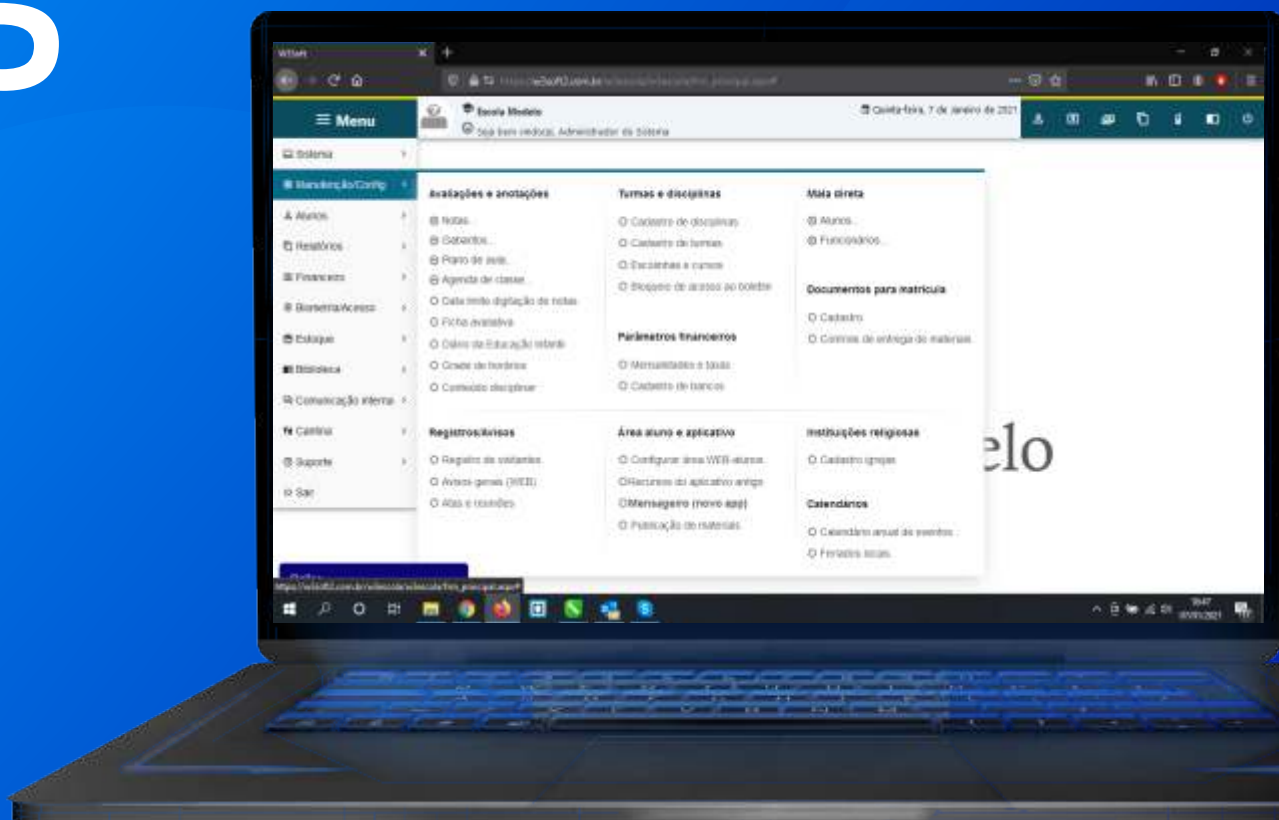 W3Soft
Menu
Escola Modelo
Seja bem vindo(a), Administrador do Sistema
Quinta-feira, 7 de Janeiro de 2021
Sistema
Manutenção/Config
Alunos
Relatórios
Financeiro
Biometria/Acesso
Estoque
Biblioteca
Comunicação interna
Cantina
Suporte
Sair
Avaliações e anotações
Notas...
Gabaritos...
Plano de aula...
Agenda de classe...
Data limite digitação de notas
Ficha avaliativa
Diário da Educação Infantil
Grade de horários
Conteúdo disciplinar
Turmas e disciplinas
Cadastro de disciplinas
Cadastro de turmas
Escolinhas e cursos
Bloqueio de acesso ao boletim
Parâmetros financeiros
Mensalidades e taxas
Cadastro de bancos
Mala direta
Alunos...
Funcionários...
Documentos para matrícula
Cadastro
Controle de entrega de materiais
Registros/Avisos
Registro de visitantes
Avisos gerais (WEB)
Atas e reuniões
Área aluno e aplicativo
Configurar área WEB-alunos
Recursos do aplicativo antigo
Mensageiro (novo app)
Publicação de materiais
Instituições religiosas
Cadastro igrejas
Calendários
Calendário anual de eventos
Feriados locais
elo
07/01/2021